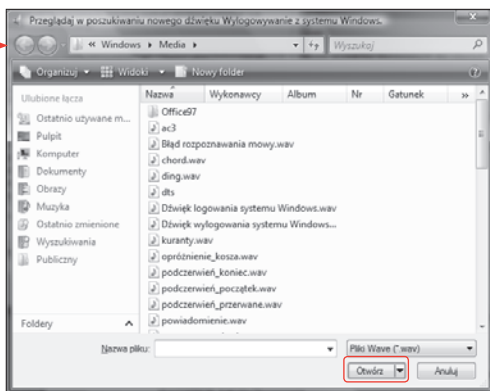 Przeglądaj w poszukiwaniu nowego dźwięku Wylogowywanie z systemu Windows.
« Windows Media Wyszukaj
Organizuj Widoki Nowy folder
Ulubione łącza
Ostatnio używane m...
Pulpit
Komputer
Dokumenty
Obrazy
Muzyka
Ostatnio zmienione
Wyszukiwania
Publiczny
Foldery
Nazwa Wykonawcy Album Nr Gatunek »
Office97
ac3
Błąd rozpoznawania mowy.wav
chord.wav
ding.wav
dts
Dźwięk logowania systemu Windows.wav
Dźwięk wylogowania systemu Windows...
kuranty.wav
opróżnienie_kosza.wav
podczerwień_koniec.wav
podczerwień_początek.wav
podczerwień_przerwane.wav
powiadomienie.wav
Nazwa pliku: Pliki Wave (*.wav)
Otwórz Anuluj